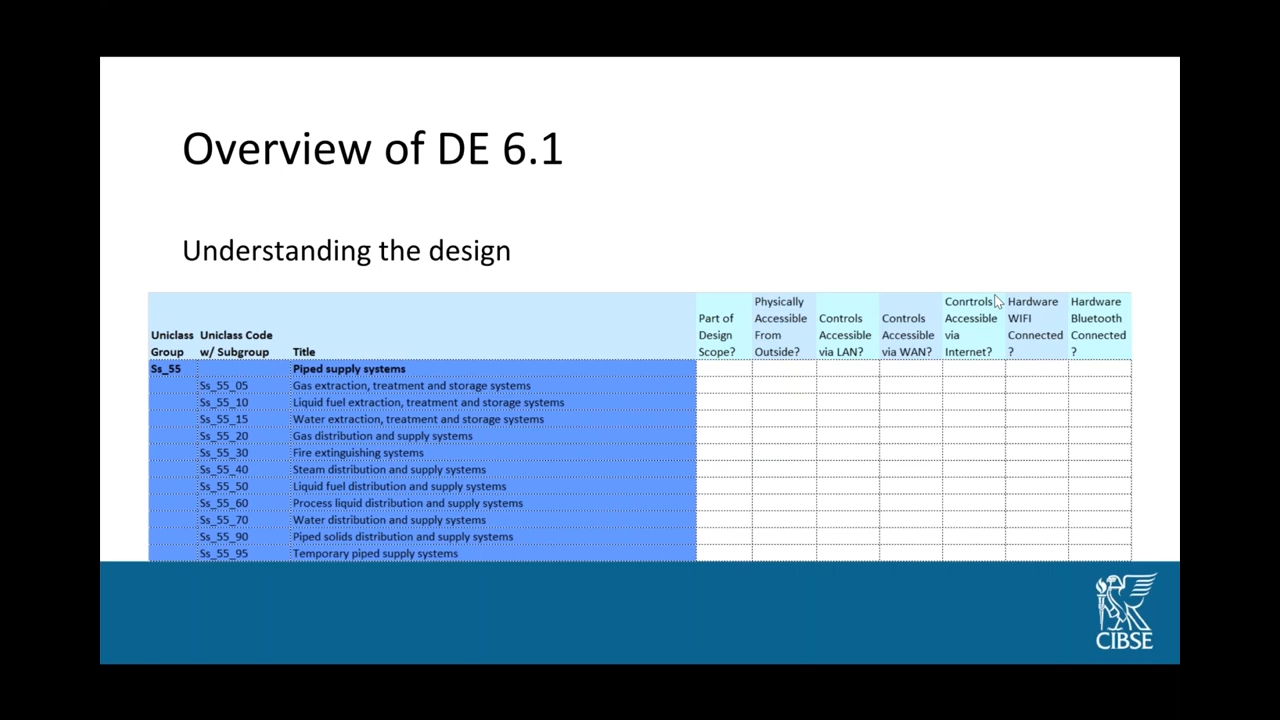 Overview of DE 6.1
Understanding the design
Uniclass Group Uniclass Code w/ Subgroup Title Part of Design Scope? Physically Accessible From Outside? Controls Accessible via LAN? Controls Accessible via WAN? Conrtrols Accessible via Internet? Hardware WIFI Connected ? Hardware Bluetooth Connected ?
Ss_55 Piped supply systems
Ss_55_05 Gas extraction, treatment and storage systems
Ss_55_10 Liquid fuel extraction, treatment and storage systems
Ss_55_15 Water extraction, treatment and storage systems
Ss_55_20 Gas distribution and supply systems
Ss_55_30 Fire extinguishing systems
Ss_55_40 Steam distribution and supply systems
Ss_55_50 Liquid fuel distribution and supply systems
Ss_55_60 Process liquid distribution and supply systems
Ss_55_70 Water distribution and supply systems
Ss_55_90 Piped solids distribution and supply systems
Ss_55_95 Temporary piped supply systems
CIBSE